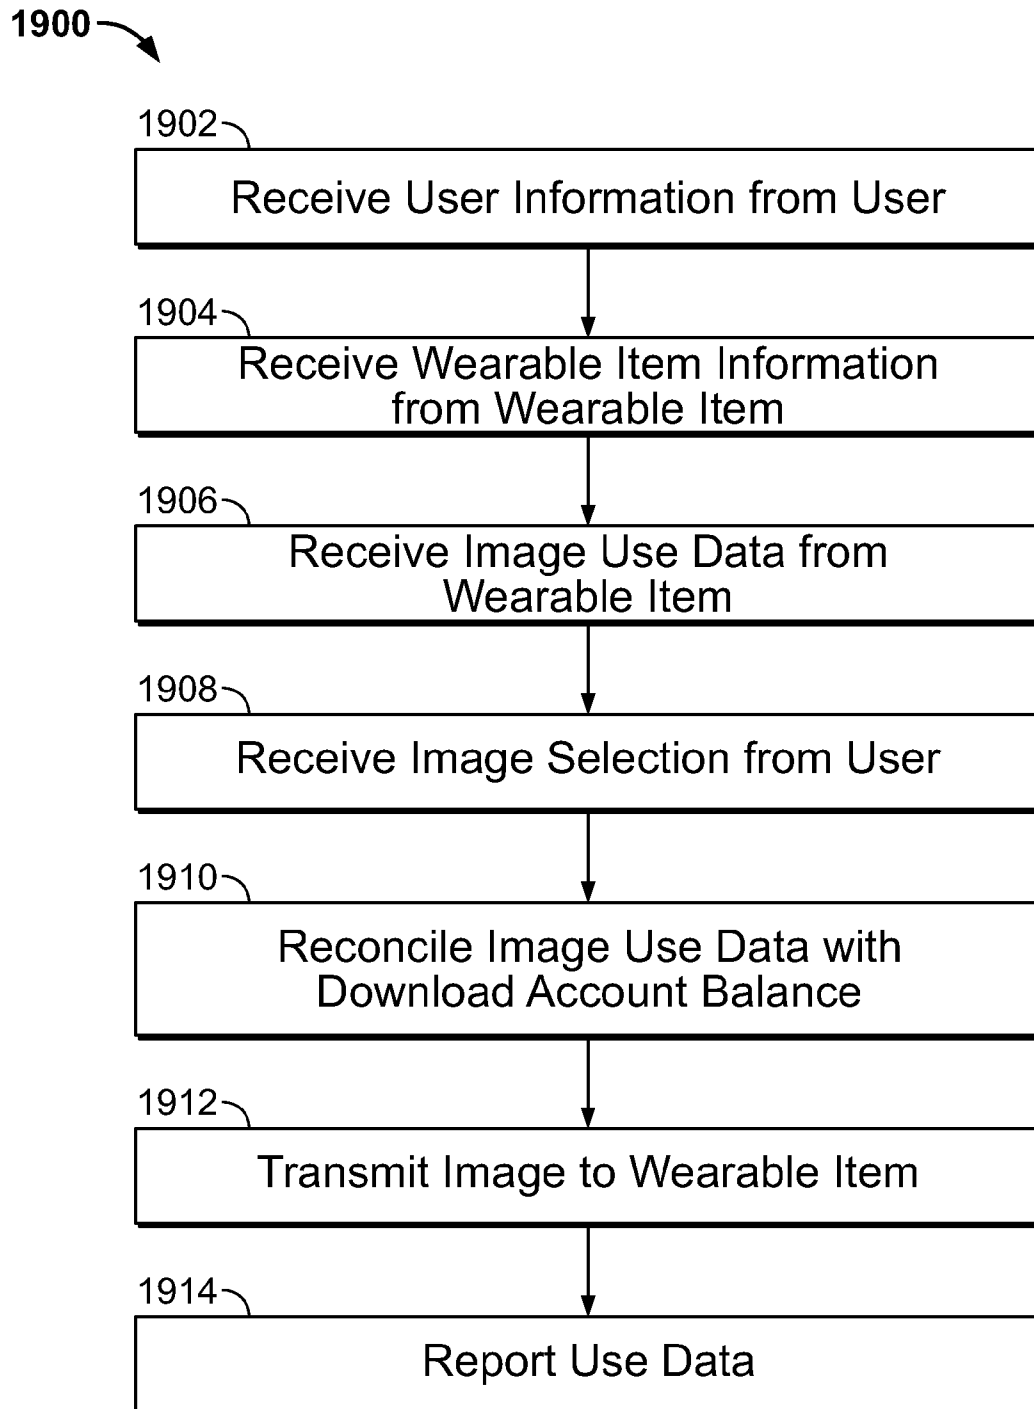 1900
1902
Receive User Information from User
1904
Receive Wearable Item Information
from Wearable Item
1906
Receive Image Use Data from
Wearable Item
1908
Receive Image Selection from User
1910
Reconcile Image Use Data with
Download Account Balance
1912
Transmit Image to Wearable Item
1914
Report Use Data